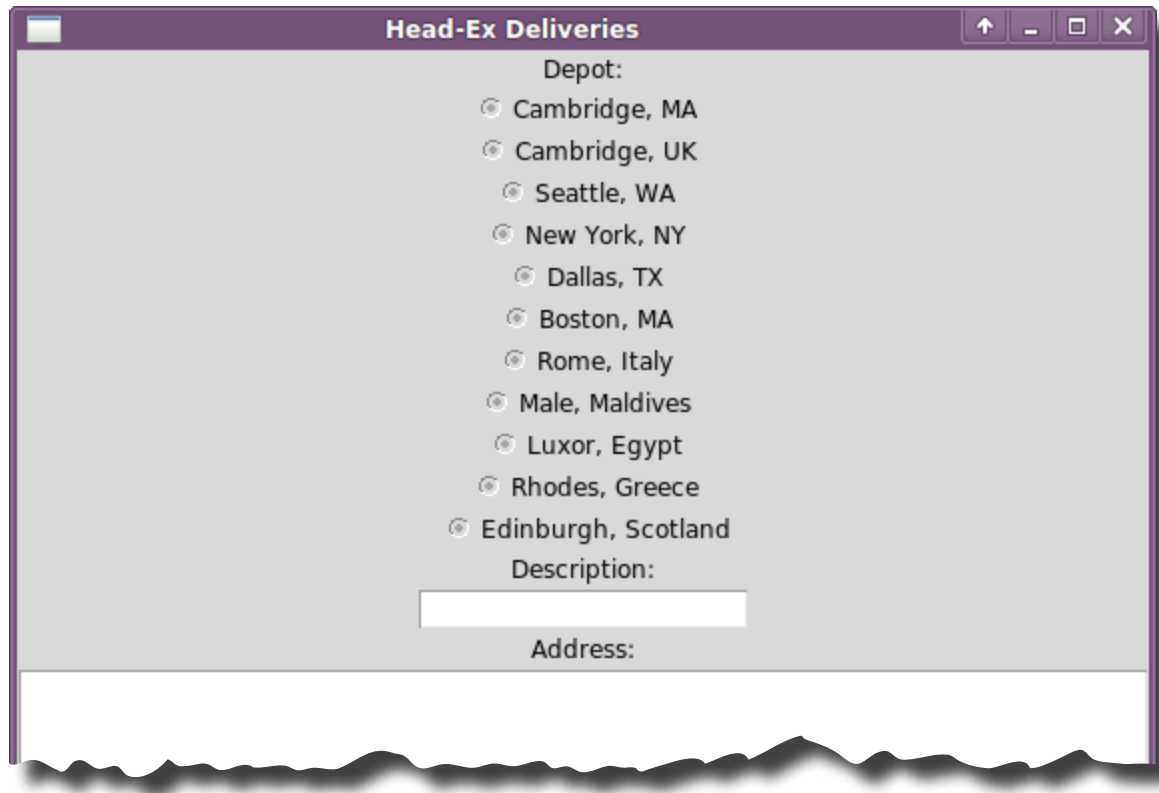 Head-Ex Deliveries
Depot:
Cambridge, MA
Cambridge, UK
Seattle, WA
New York, NY
Dallas, TX
Boston, MA
Rome, Italy
Male, Maldives
Luxor, Egypt
Rhodes, Greece
Edinburgh, Scotland
Description:
Address: